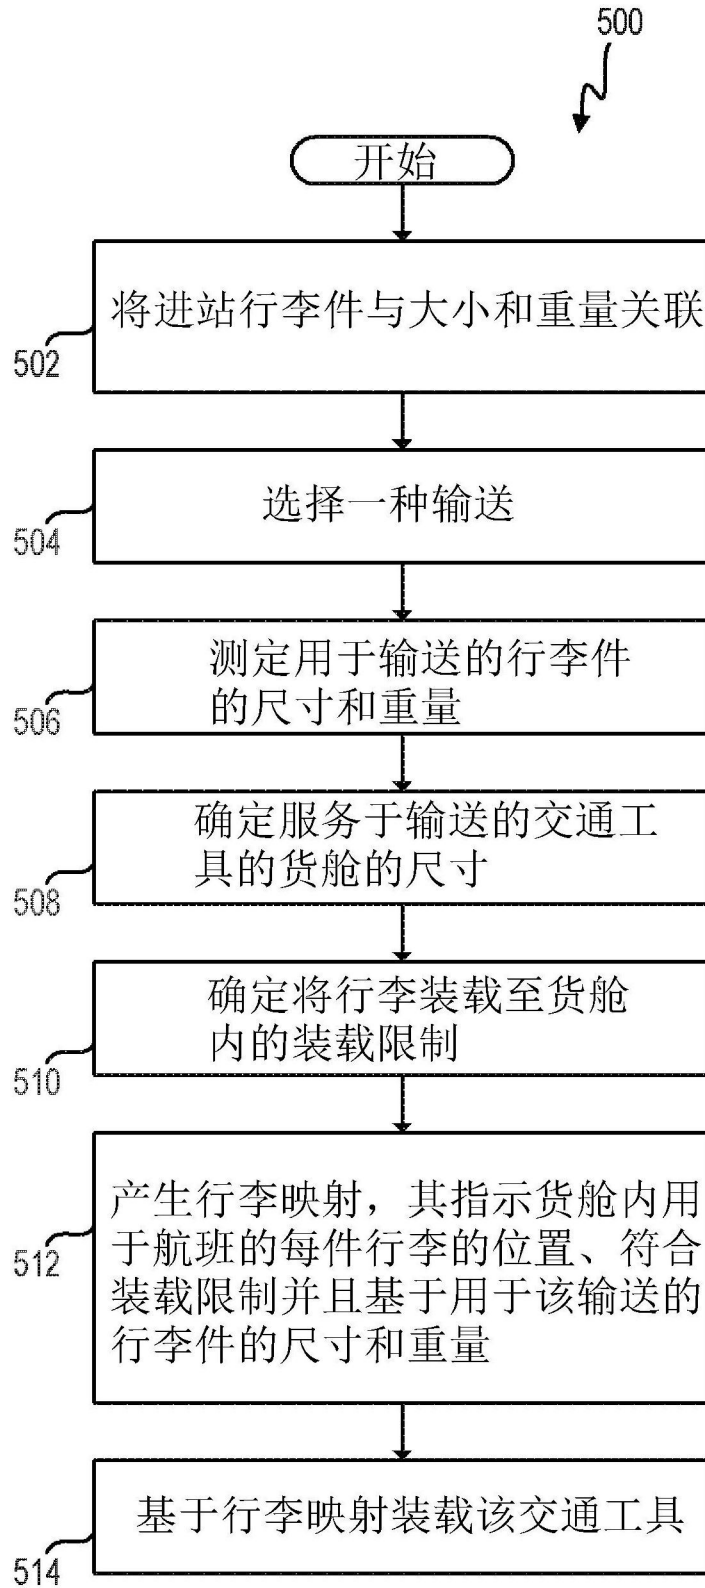 500
开始
将进站行李件与大小和重量关联
502
选择一种输送
504
测定用于输送的行李件
的尺寸和重量
506
确定服务于输送的交通工
具的货舱的尺寸
508
确定将行李装载至货舱
内的装载限制
510
产生行李映射，其指示货舱内用
于航班的每件行李的位置、符合
装载限制并且基于用于该输送的
行李件的尺寸和重量
512
基于行李映射装载该交通工具
514